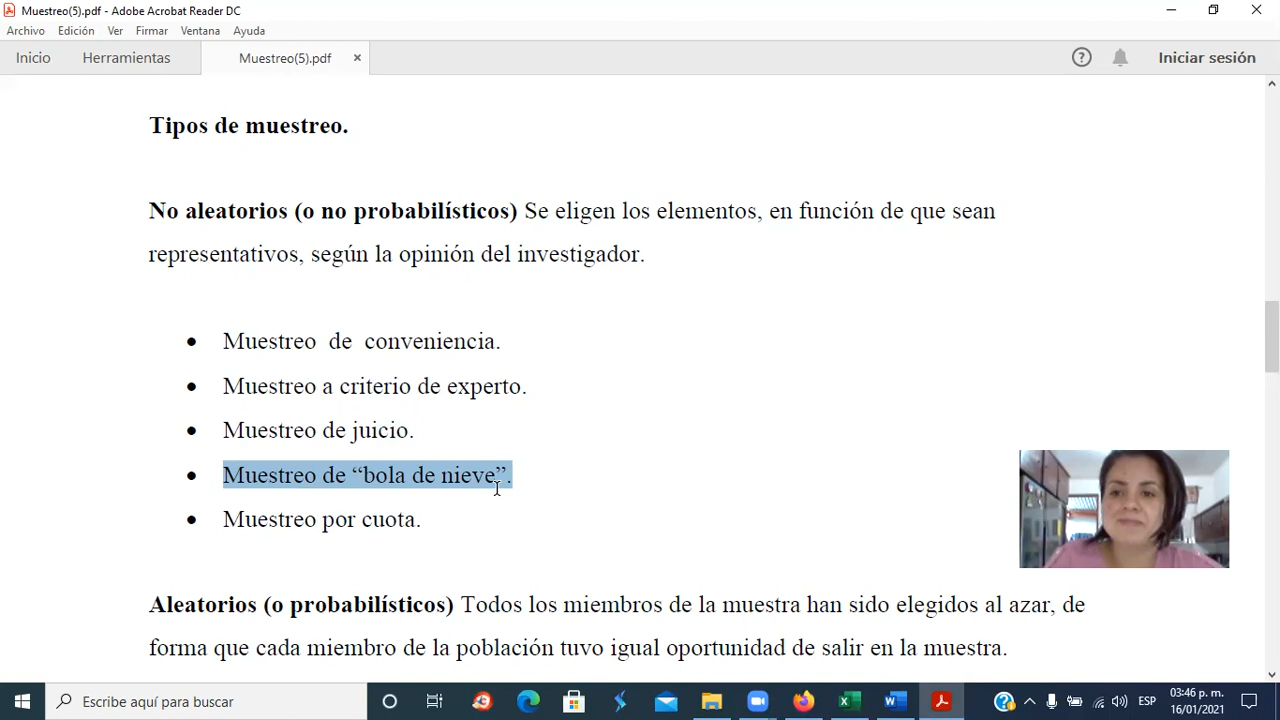 Muestreo(5).pdf - Adobe Acrobat Reader DC
Archivo Edición Ver Firmar Ventana Ayuda
Inicio Herramientas Muestreo(5).pdf × Iniciar sesión
Tipos de muestreo.
No aleatorios (o no probabilísticos) Se eligen los elementos, en función de que sean
representativos, según la opinión del investigador.
• Muestreo de conveniencia.
• Muestreo a criterio de experto.
• Muestreo de juicio.
• Muestreo de “bola de nieve”.
• Muestreo por cuota.
Aleatorios (o probabilísticos) Todos los miembros de la muestra han sido elegidos al azar, de
forma que cada miembro de la población tuvo igual oportunidad de salir en la muestra.
Escribe aquí para buscar
ESP
03:46 p. m.
16/01/2021